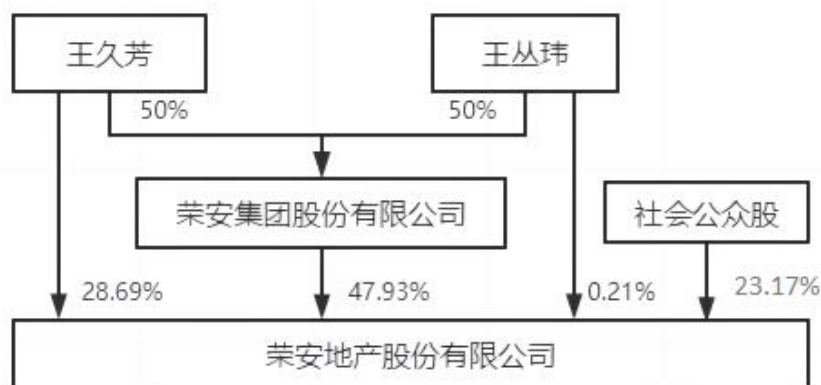 王久芳
王丛玮
50%
50%
荣安集团股份有限公司
社会公众股
28.69%
47.93%
0.21%
23.17%
荣安地产股份有限公司